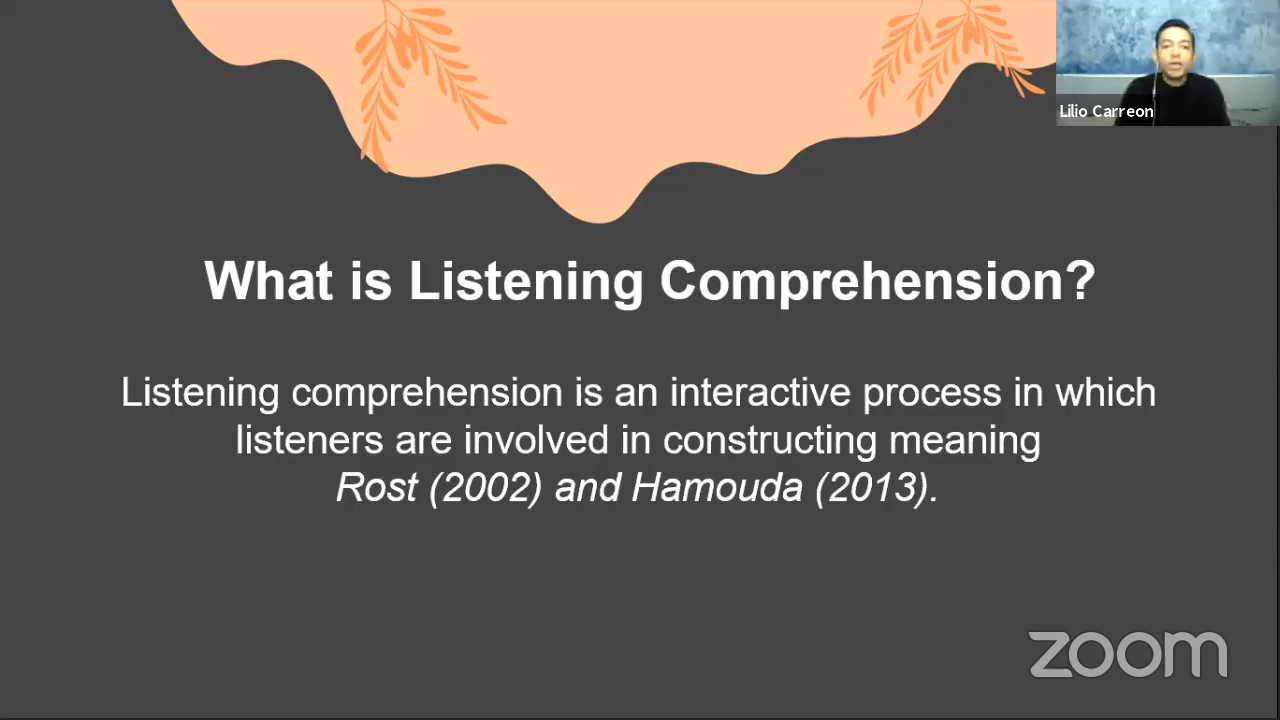 Lilio Carreon
What is Listening Comprehension?
Listening comprehension is an interactive process in which
listeners are involved in constructing meaning
Rost (2002) and Hamouda (2013).
zoom